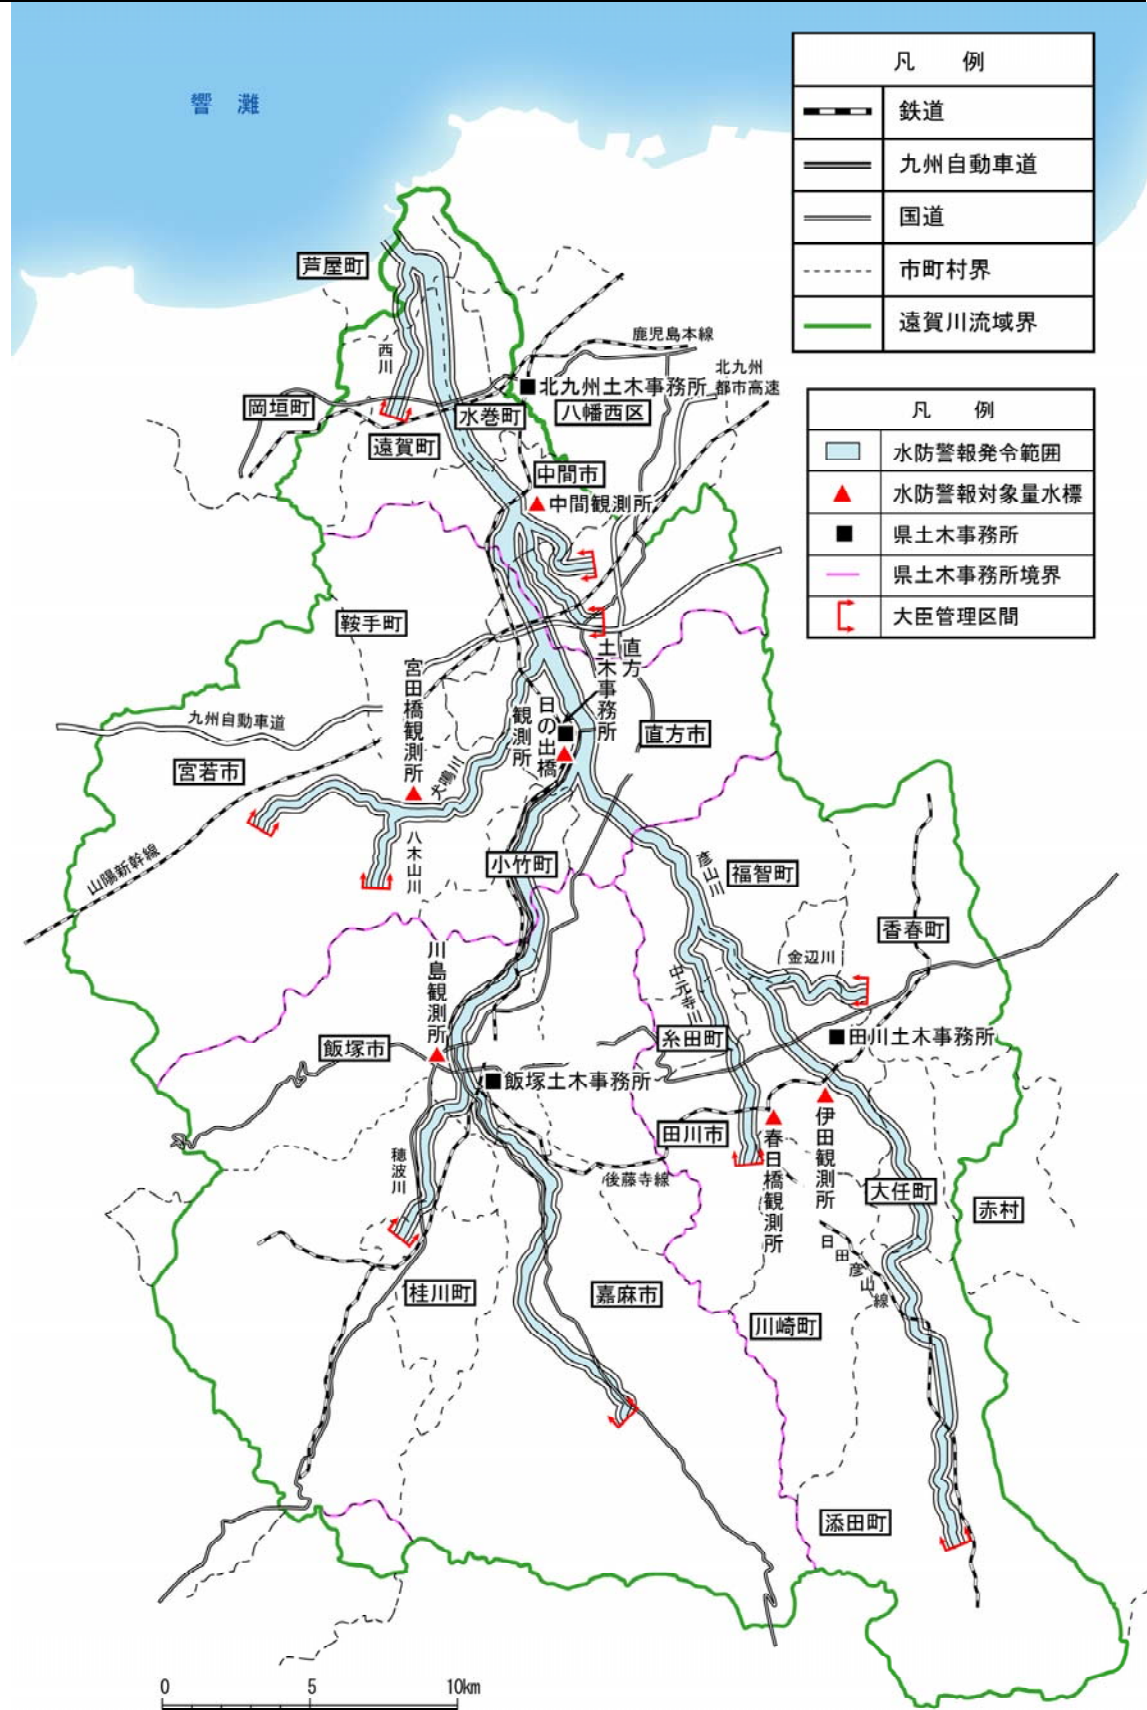 響 灘
凡 例
鉄道
九州自動車道
国道
市町村界
遠賀川流域界
凡 例
水防警報発令範囲
水防警報対象量水標
県土木事務所
県土木事務所境界
大臣管理区間
芦屋町
西川
鹿児島本線
北九州
都市高速
北九州土木事務所
岡垣町
水巻町
八幡西区
遠賀町
中間市
中間観測所
鞍手町
直方
土木事務所
宮田橋観測所
日の出橋
観測所
九州自動車道
直方市
宮若市
犬鳴川
山陽新幹線
八木山川
小竹町
彦山川
福智町
香春町
川島観測所
金辺川
中元寺川
飯塚市
糸田町
田川土木事務所
飯塚土木事務所
田川市
伊田観測所
春日橋観測所
穂波川
後藤寺線
大任町
赤村
日田彦山線
桂川町
嘉麻市
川崎町
添田町
0 5 10km